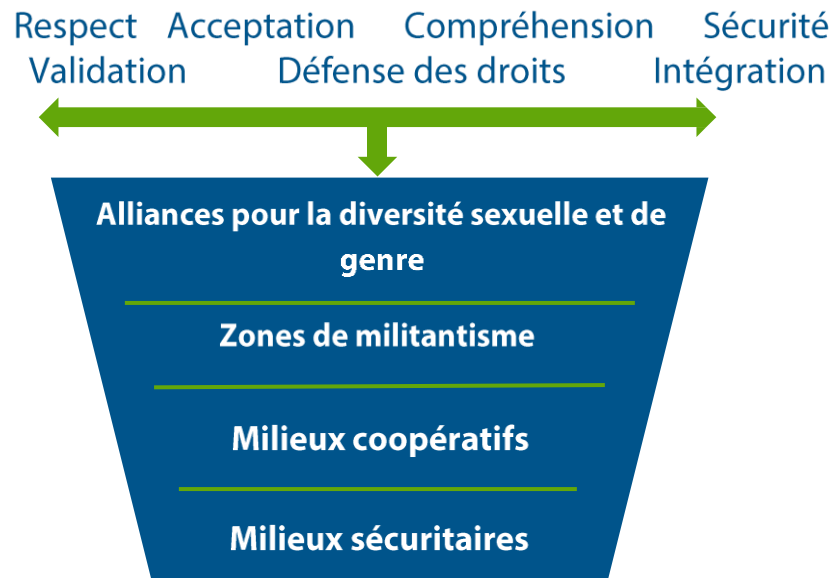 Respect Acceptation Compréhension Sécurité
Validation Défense des droits Intégration
Alliances pour la diversité sexuelle et de
genre
Zones de militantisme
Milieux coopératifs
Milieux sécuritaires